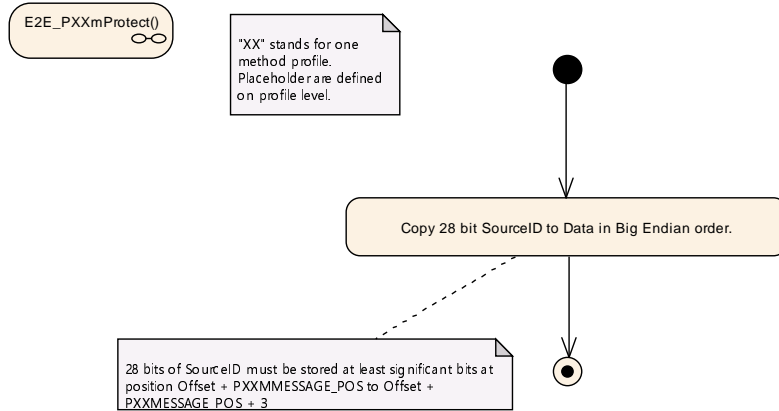 E2E_PXXmProtect()
"XX" stands for one
method profile.
Placeholder are defined
on profile level.
Copy 28 bit SourceID to Data in Big Endian order.
28 bits of SourceID must be stored at least significant bits at
position Offset + PXXMMESSAGE_POS to Offset +
PXXMESSAGE_POS + 3